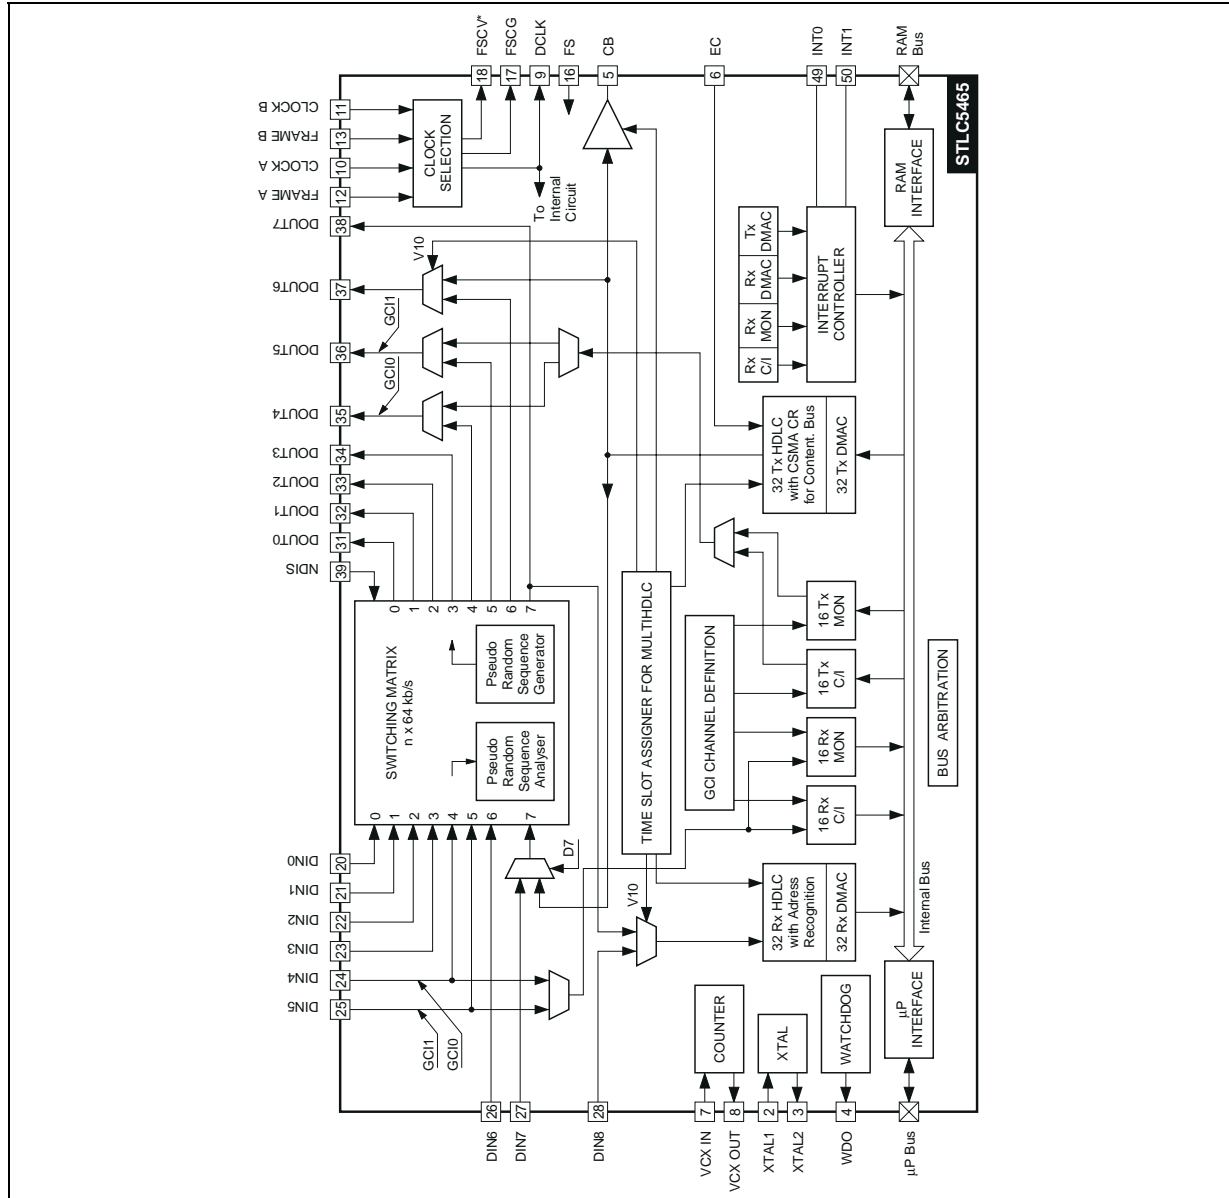 FSCV*
FSCG
DCLK
FS
CB
EC
INT0
INT1
RAM
Bus
18
17
9
16
5
6
49
50
STLC5465
CLOCK B
11
FRAME B
13
CLOCK A
10
FRAME A
12
CLOCK
SELECTION
To
Internal
Circuit
DOUT7
38
DOUT6
37
DOUT5
36
DOUT4
35
DOUT3
34
DOUT2
33
DOUT1
32
DOUT0
31
NDIS
39
V10
GCI1
GCI0
RAM
INTERFACE
Tx
DMAC
Rx
DMAC
Rx
MON
Rx
C/I
INTERRUPT
CONTROLLER
32 Tx HDLC
with CSMA CR
for Content. Bus
32 Tx DMAC
SWITCHING MATRIX
n x 64 kb/s
0
1
2
3
4
5
6
7
Pseudo
Random
Sequence
Generator
Pseudo
Random
Sequence
Analyser
0
1
2
3
4
5
6
7
TIME SLOT ASSIGNER FOR MULTIHDLC
GCI CHANNEL DEFINITION
16 Tx
MON
16 Tx
C/I
16 Rx
MON
16 Rx
C/I
BUS ARBITRATION
Internal Bus
D7
V10
32 Rx HDLC
with Adress
Recognition
32 Rx DMAC
DIN0
20
DIN1
21
DIN2
22
DIN3
23
DIN4
24
DIN5
25
GCI1
GCI0
COUNTER
XTAL
WATCHDOG
µP
INTERFACE
26
27
28
7
8
2
3
4
DIN6
DIN7
DIN8
VCX IN
VCX OUT
XTAL1
XTAL2
WDO
µP Bus